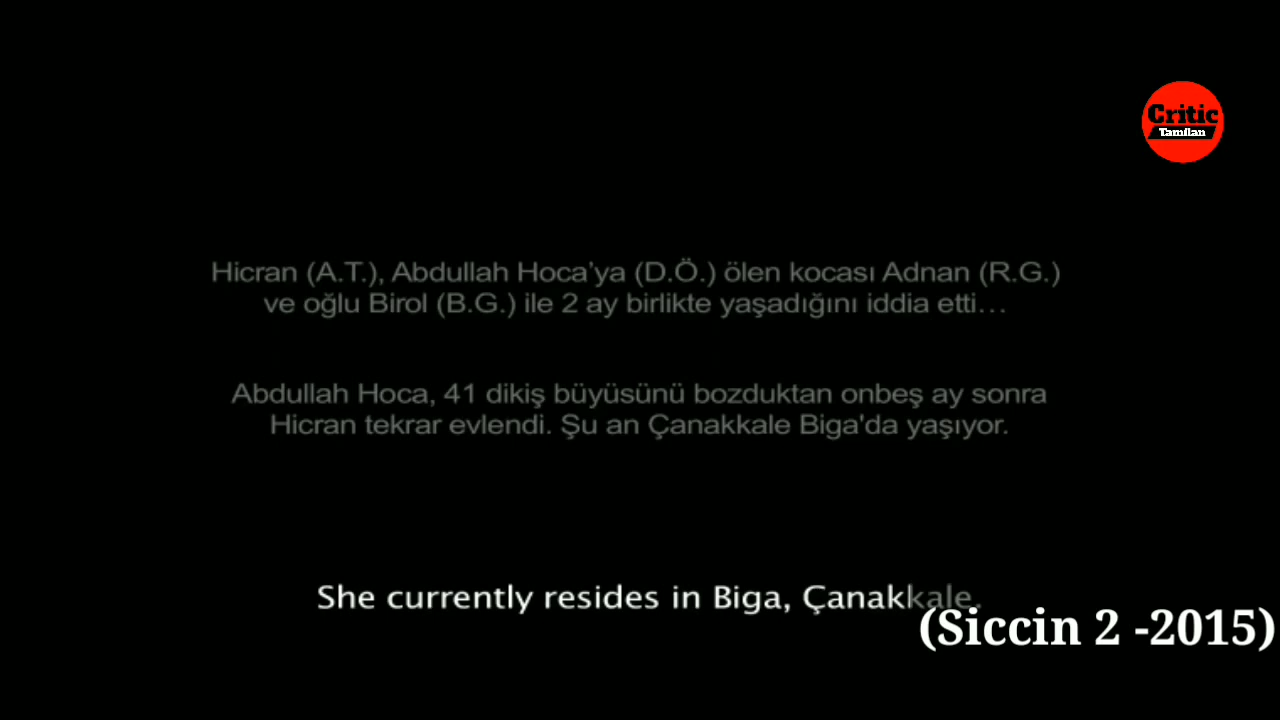 Critic
Tamilan
Hicran (A.T.), Abdullah Hoca'ya (D.Ö.) ölen kocası Adnan (R.G.)
ve oğlu Birol (B.G.) ile 2 ay birlikte yaşadığını iddia etti…
Abdullah Hoca, 41 dikiş büyüsünü bozduktan onbeş ay sonra
Hicran tekrar evlendi. Şu an Çanakkale Biga'da yaşıyor.
She currently resides in Biga, Çanakkale.
(Siccin 2 -2015)